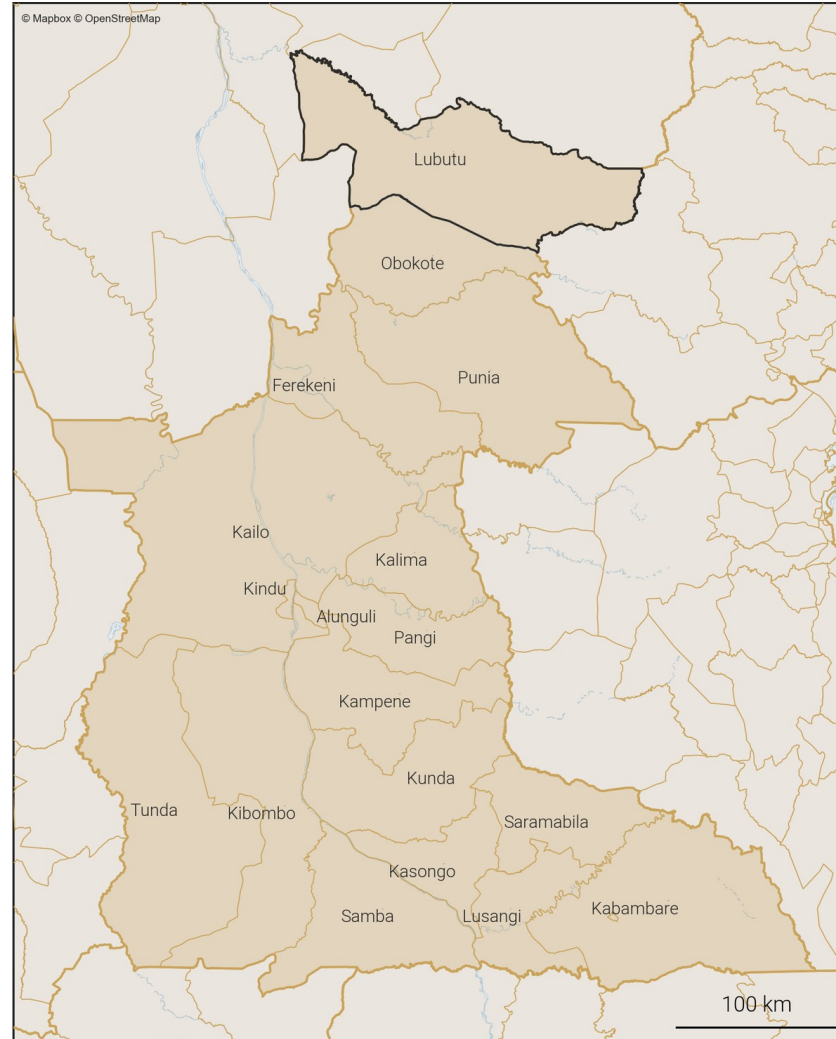 © Mapbox © OpenStreetMap
Lubutu
Obokote
Punia
Ferekeni
Kailo
Kalima
Kindu
Alunguli
Pangi
Kampene
Kunda
Tunda
Kibombo
Saramabila
Kasongo
Samba
Lusangi
Kabambare
100 km